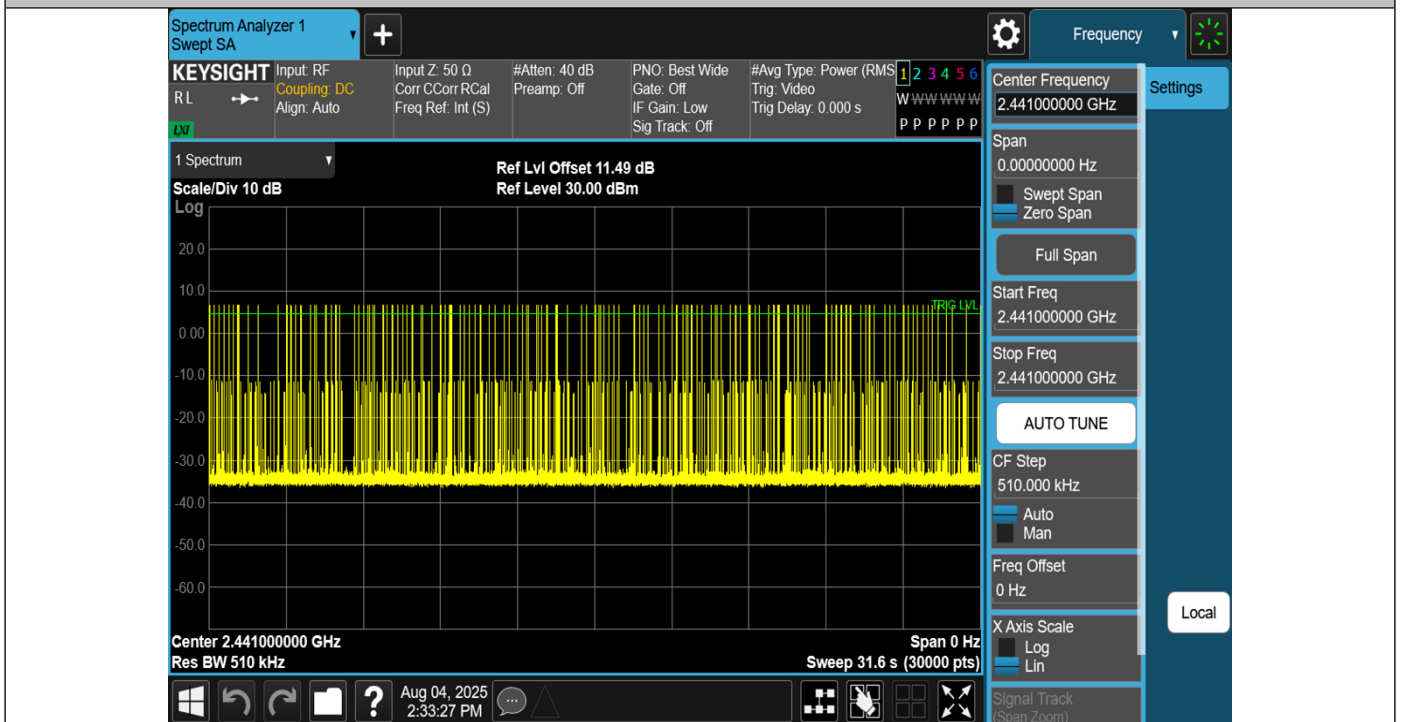 Spectrum Analyzer 1
Swept SA
Frequency
KEYSIGHT
R L
LXI
Input: RF
Coupling: DC
Align: Auto
Input Z: 50 Ω
Corr CCorr RCal
Freq Ref: Int (S)
#Atten: 40 dB
Preamp: Off
PNO: Best Wide
Gate: Off
IF Gain: Low
Sig Track: Off
#Avg Type: Power (RMS
Trig: Video
Trig Delay: 0.000 s
1 2 3 4 5 6
W W W W W W
P P P P P P
1 Spectrum
Scale/Div 10 dB
Ref Lvl Offset 11.49 dB
Ref Level 30.00 dBm
Log
20.0
10.0
0.00
-10.0
-20.0
-30.0
-40.0
-50.0
-60.0
TRIG LVL
Center 2.441000000 GHz
Res BW 510 kHz
Span 0 Hz
Sweep 31.6 s (30000 pts)
Center Frequency
2.441000000 GHz
Span
0.00000000 Hz
Swept Span
Zero Span
Full Span
Start Freq
2.441000000 GHz
Stop Freq
2.441000000 GHz
AUTO TUNE
CF Step
510.000 kHz
Auto
Man
Freq Offset
0 Hz
X Axis Scale
Log
Lin
Signal Track
(Span Zoom)
Settings
Local
?
Aug 04, 2025
2:33:27 PM